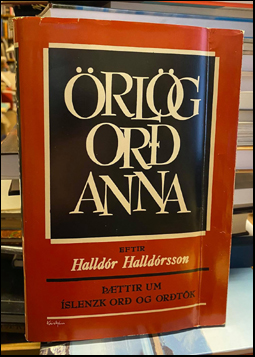 ÖRLÖG
ORÐ
ANNA
EFTIR
Halldór Halldórsson
ÞÆTTIR UM
ÍSLENZK ORÐ OG ORÐTÖK